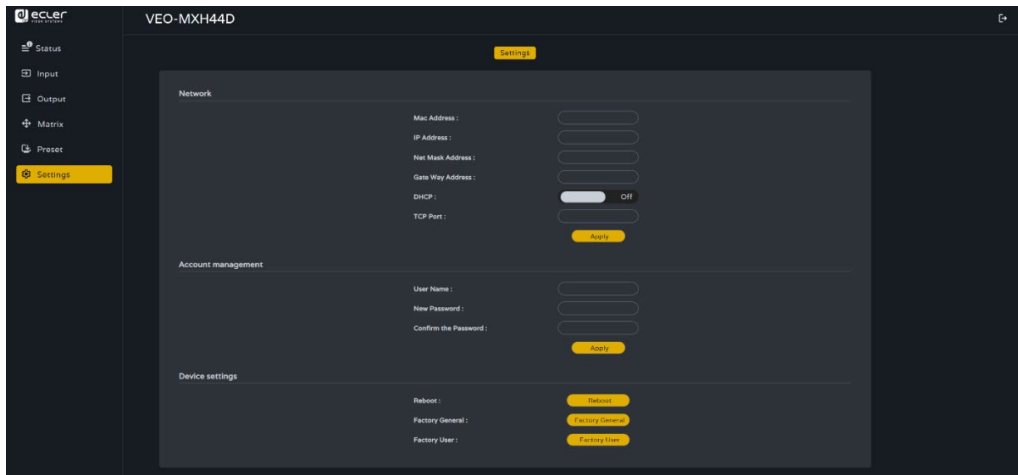 ecler
VEO-MXH44D
Status
Input
Output
Matrix
Preset
Settings
Settings
Network
Mac Address :
IP Address :
Net Mask Address :
Gate Way Address :
DHCP :
Off
TCP Port :
Apply
Account management
User Name :
New Password :
Confirm the Password :
Apply
Device settings
Reboot :
Reboot
Factory General :
Factory General
Factory User :
Factory User